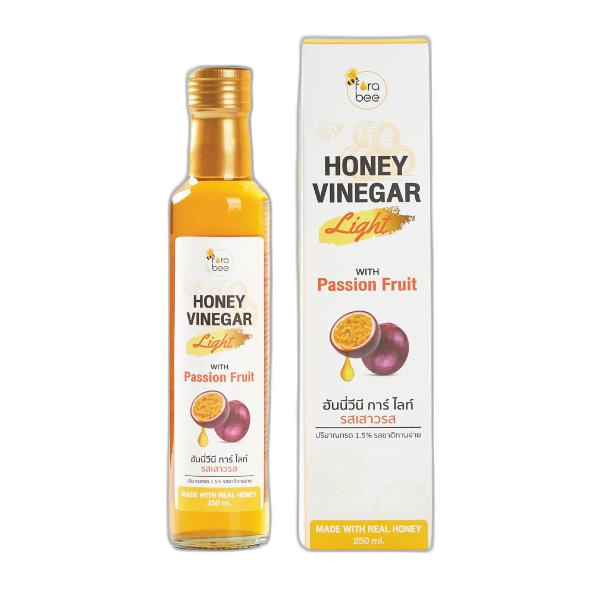 fora
bee
HONEY
VINEGAR
Light
WITH
Passion Fruit
ฮันนี่วีนี การ์ ไลท์
รสเสาวรส
ปริมาณกรด 1.5% รสชาติทานง่าย
MADE WITH REAL HONEY
250 ml.
fora
bee
HONEY
VINEGAR
Light
WITH
Passion Fruit
ฮันนี่วีนี การ์ ไลท์
รสเสาวรส
ปริมาณกรด 1.5% รสชาติทานง่าย
MADE WITH REAL HONEY
250 ml.